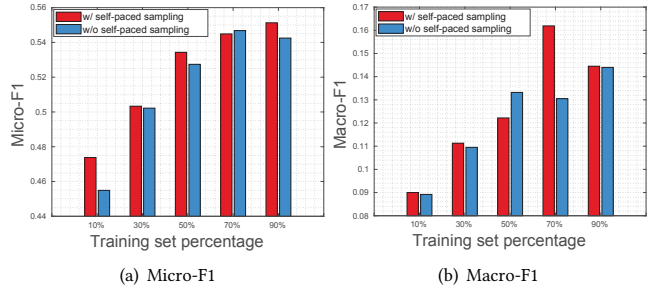 w/ self-paced sampling
w/o self-paced sampling
0.56
0.54
0.52
0.5
0.48
0.46
0.44
Micro-F1
10% 30% 50% 70% 90%
Training set percentage
(a) Micro-F1
w/ self-paced sampling
w/o self-paced sampling
0.17
0.16
0.15
0.14
0.13
0.12
0.11
0.1
0.09
0.08
Macro-F1
10% 30% 50% 70% 90%
Training set percentage
(b) Macro-F1